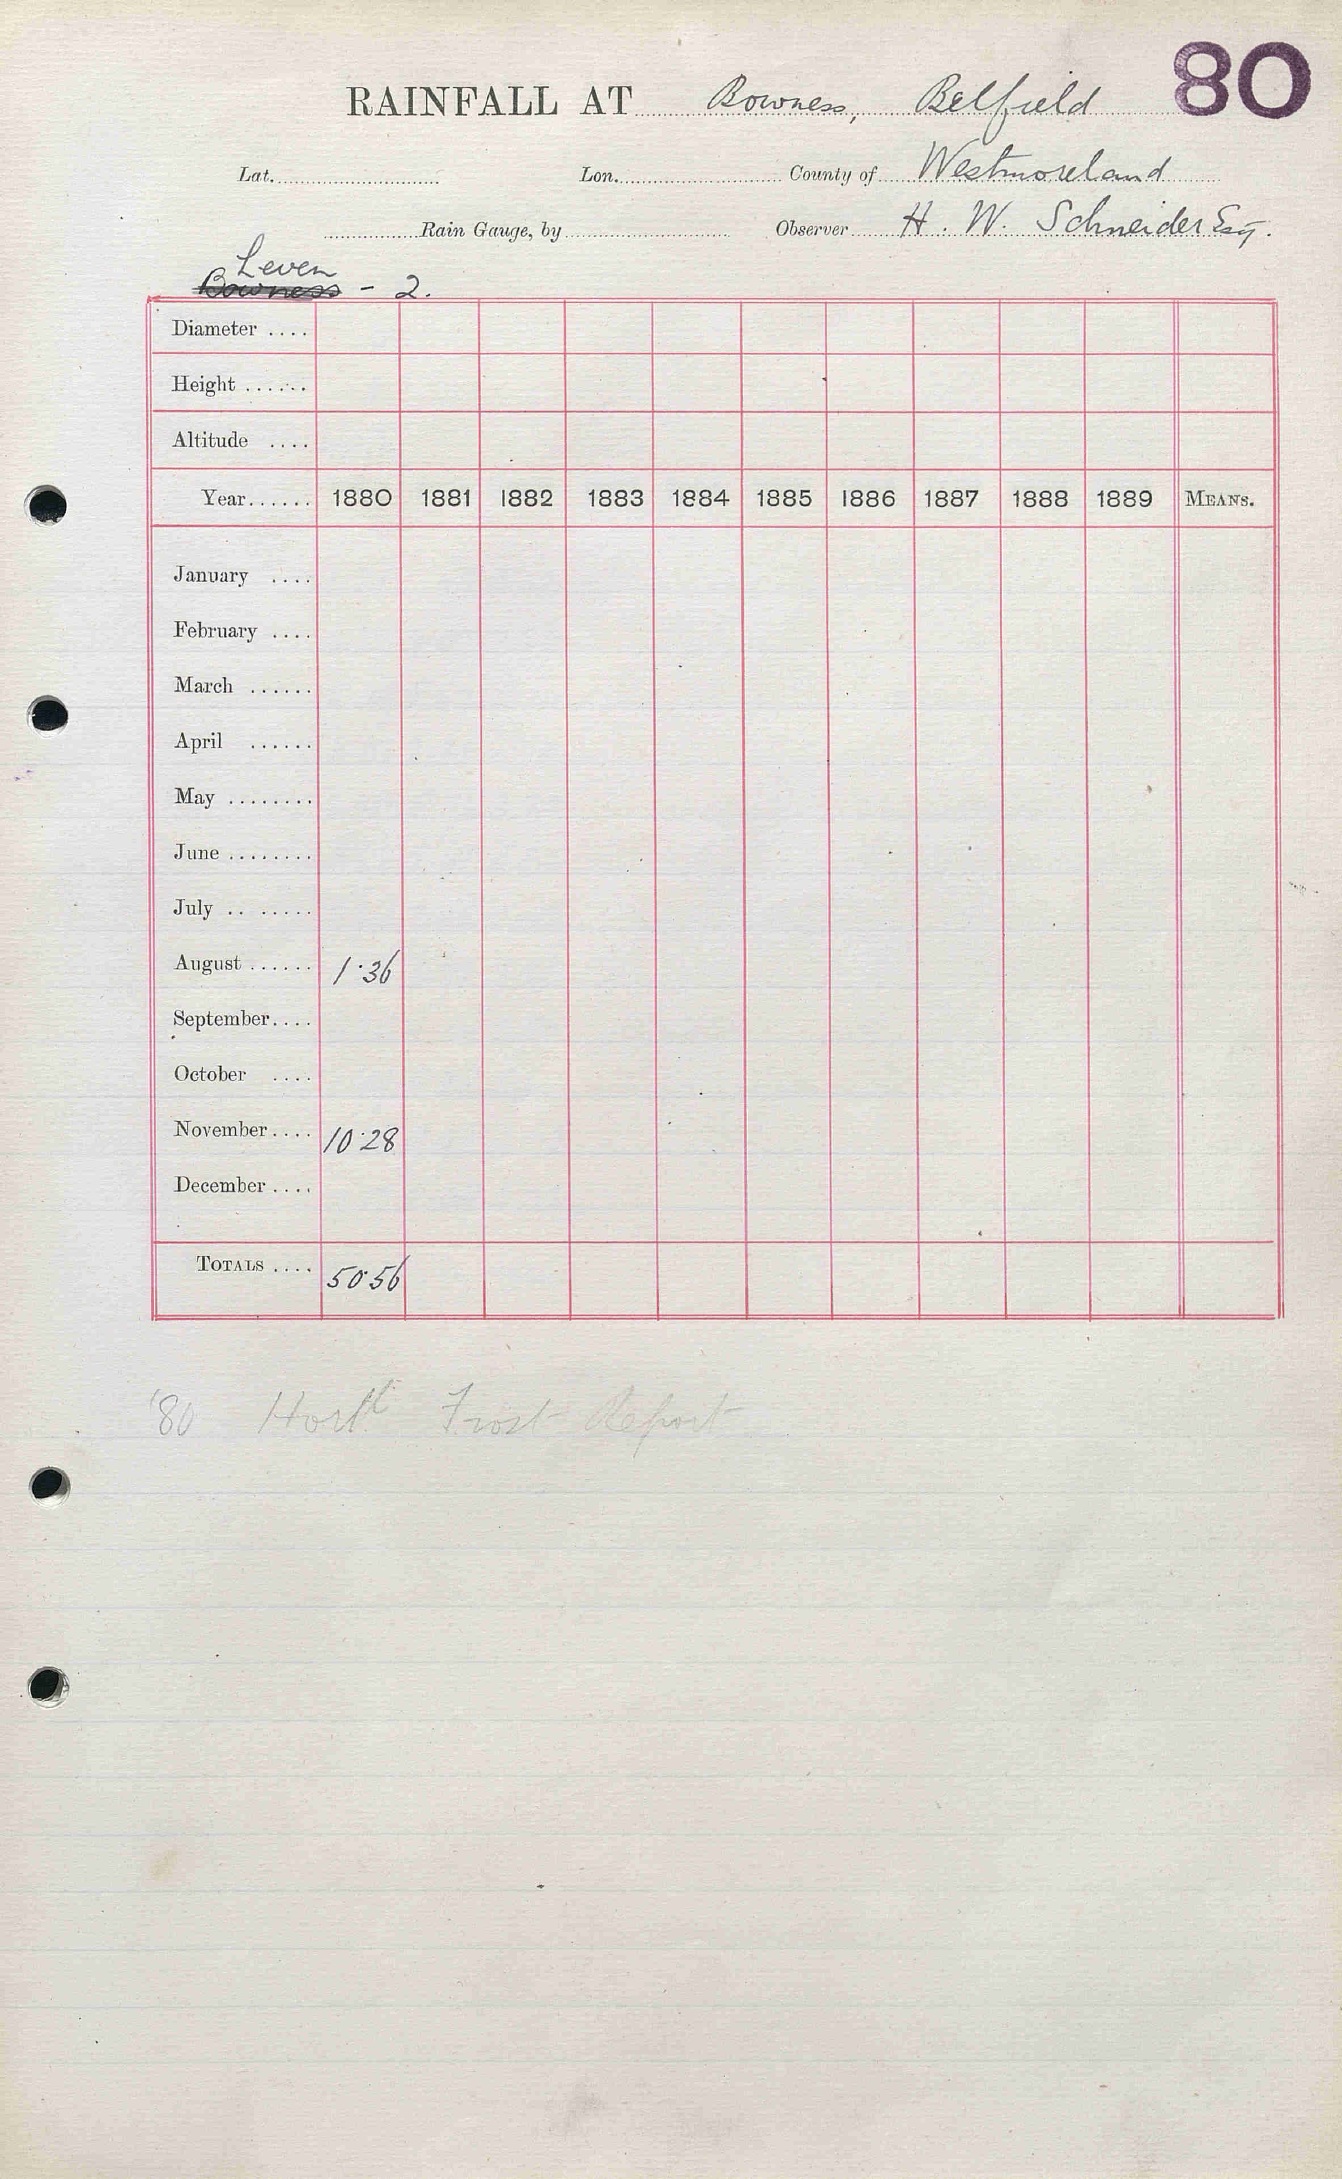 80
RAINFALL AT Bowness, Belfield
Lat. Lon. County of Westmoreland
Rain Gauge, by Observer H. W. Schneider Esq.
Leven
Bowness - 2.
Diameter ....
Height ......
Altitude ....
Year...... 1880 1881 1882 1883 1884 1885 1886 1887 1888 1889 MEANS.
January ....
February ....
March ......
April ......
May ........
June ........
July .. ......
August ...... 1·36
September....
October ....
November.... 10·28
December ....
TOTALS .... 50·56
'80 Hortl Frost Report